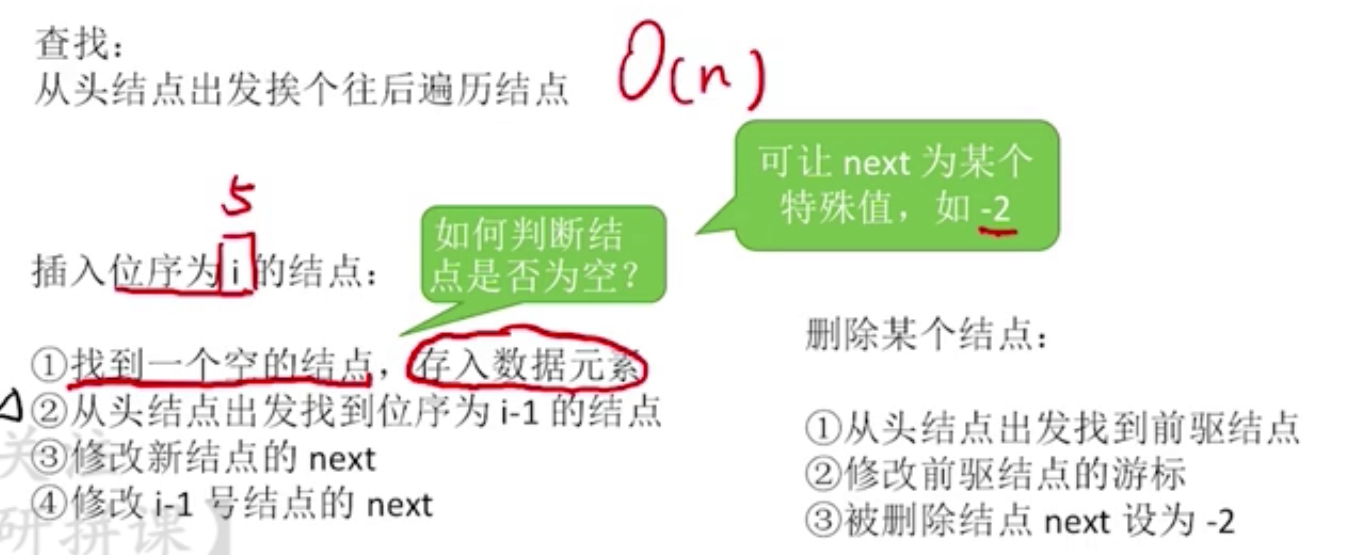 查找：
从头结点出发挨个往后遍历结点
O(n)
可让 next 为某个
特殊值，如 -2
5
如何判断结
点是否为空？
插入位序为 i 的结点：
①找到一个空的结点，存入数据元素
②从头结点出发找到位序为 i-1 的结点
③修改新结点的 next
④修改 i-1 号结点的 next
删除某个结点：
①从头结点出发找到前驱结点
②修改前驱结点的游标
③被删除结点 next 设为 -2
关注
研拼课】